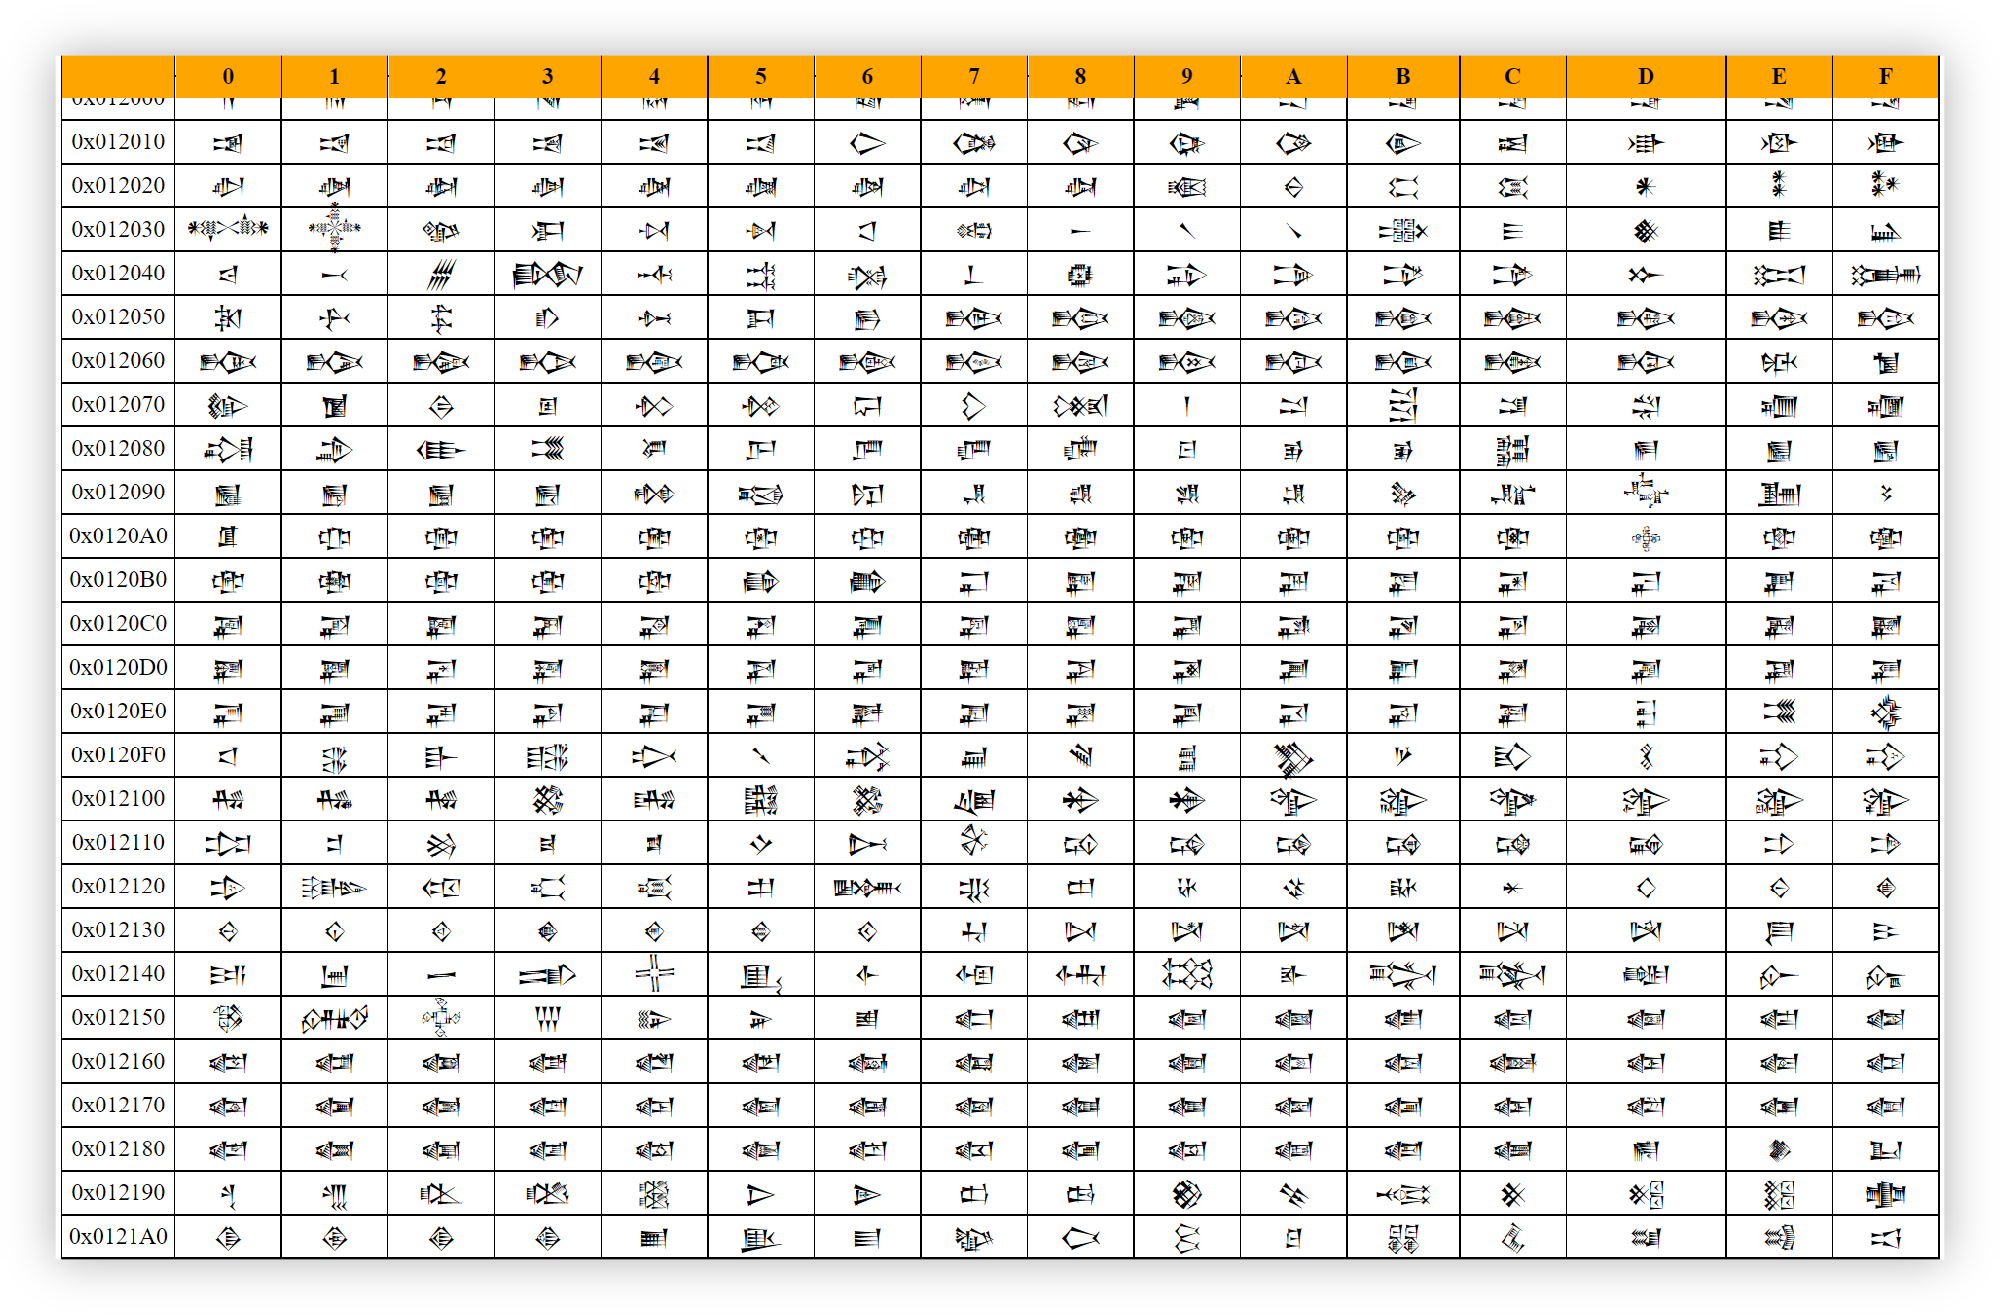 0 1 2 3 4 5 6 7 8 9 A B C D E F
0x012000
0x012010 𒀐 𒀑 𒀒 𒀓 𒀔 𒀕 𒀖 𒀗 𒀘 𒀙 𒀚 𒀛 𒀜 𒀝 𒀞 𒀟
0x012020 𒀠 𒀡 𒀢 𒀣 𒀤 𒀥 𒀦 𒀧 𒀨 𒀩 𒀪 𒀫 𒀬 𒀭 𒀮 𒀯
0x012030 𒀰 𒀱 𒀲 𒀳 𒀴 𒀵 𒀶 𒀷 𒀸 𒀹 𒀺 𒀻 𒀼 𒀽 𒀾 𒀿
0x012040 𒁀 𒁁 𒁂 𒁃 𒁄 𒁅 𒁆 𒁇 𒁈 𒁉 𒁊 𒁋 𒁌 𒁍 𒁎 𒁏
0x012050 𒁐 𒁑 𒁒 𒁓 𒁔 𒁕 𒁖 𒁗 𒁘 𒁙 𒁚 𒁛 𒁜 𒁝 𒁞 𒁟
0x012060 𒁠 𒁡 𒁢 𒁣 𒁤 𒁥 𒁦 𒁧 𒁨 𒁩 𒁪 𒁫 𒁬 𒁭 𒁮 𒁯
0x012070 𒁰 𒁱 𒁲 𒁳 𒁴 𒁵 𒁶 𒁷 𒁸 𒁹 𒁺 𒁻 𒁼 𒁽 𒁾 𒁿
0x012080 𒂀 𒂁 𒂂 𒂃 𒂄 𒂅 𒂆 𒂇 𒂈 𒂉 𒂊 𒂋 𒂌 𒂍 𒂎 𒂏
0x012090 𒂐 𒂑 𒂒 𒂓 𒂔 𒂕 𒂖 𒂗 𒂘 𒂙 𒂚 𒂛 𒂜 𒂝 𒂞 𒂟
0x0120A0 𒂠 𒂡 𒂢 𒂣 𒂤 𒂥 𒂦 𒂧 𒂨 𒂩 𒂪 𒂫 𒂬 𒂭 𒂮 𒂯
0x0120B0 𒂰 𒂱 𒂲 𒂳 𒂴 𒂵 𒂶 𒂷 𒂸 𒂹 𒂺 𒂻 𒂼 𒂽 𒂾 𒂿
0x0120C0 𒃀 𒃁 𒃂 𒃃 𒃄 𒃅 𒃆 𒃇 𒃈 𒃉 𒃊 𒃋 𒃌 𒃍 𒃎 𒃏
0x0120D0 𒃐 𒃑 𒃒 𒃓 𒃔 𒃕 𒃖 𒃗 𒃘 𒃙 𒃚 𒃛 𒃜 𒃝 𒃞 𒃟
0x0120E0 𒃠 𒃡 𒃢 𒃣 𒃤 𒃥 𒃦 𒃧 𒃨 𒃩 𒃪 𒃫 𒃬 𒃭 𒃮 𒃯
0x0120F0 𒃰 𒃱 𒃲 𒃳 𒃴 𒃵 𒃶 𒃷 𒃸 𒃹 𒃺 𒃻 𒃼 𒃽 𒃾 𒃿
0x012100 𒄀 𒄁 𒄂 𒄃 𒄄 𒄅 𒄆 𒄇 𒄈 𒄉 𒄊 𒄋 𒄌 𒄍 𒄎 𒄏
0x012110 𒄐 𒄑 𒄒 𒄓 𒄔 𒄕 𒄖 𒄗 𒄘 𒄙 𒄚 𒄛 𒄜 𒄝 𒄞 𒄟
0x012120 𒄠 𒄡 𒄢 𒄣 𒄤 𒄥 𒄦 𒄧 𒄨 𒄩 𒄪 𒄫 𒄬 𒄭 𒄮 𒄯
0x012130 𒄰 𒄱 𒄲 𒄳 𒄴 𒄵 𒄶 𒄷 𒄸 𒄹 𒄺 𒄻 𒄼 𒄽 𒄾 𒄿
0x012140 𒅀 𒅁 𒅂 𒅃 𒅄 𒅅 𒅆 𒅇 𒅈 𒅉 𒅊 𒅋 𒅌 𒅍 𒅎 𒅏
0x012150 𒅐 𒅑 𒅒 𒅓 𒅔 𒅕 𒅖 𒅗 𒅘 𒅙 𒅚 𒅛 𒅜 𒅝 𒅞 𒅟
0x012160 𒅠 𒅡 𒅢 𒅣 𒅤 𒅥 𒅦 𒅧 𒅨 𒅩 𒅪 𒅫 𒅬 𒅭 𒅮 𒅯
0x012170 𒅰 𒅱 𒅲 𒅳 𒅴 𒅵 𒅶 𒅷 𒅸 𒅹 𒅺 𒅻 𒅼 𒅽 𒅾 𒅿
0x012180 𒆀 𒆁 𒆂 𒆃 𒆄 𒆅 𒆆 𒆇 𒆈 𒆉 𒆊 𒆋 𒆌 𒆍 𒆎 𒆏
0x012190 𒆐 𒆑 𒆒 𒆓 𒆔 𒆕 𒆖 𒆗 𒆘 𒆙 𒆚 𒆛 𒆜 𒆝 𒆞 𒆟
0x0121A0 𒆠 𒆡 𒆢 𒆣 𒆤 𒆥 𒆦 𒆧 𒆨 𒆩 𒆪 𒆫 𒆬 𒆭 𒆮 𒆯